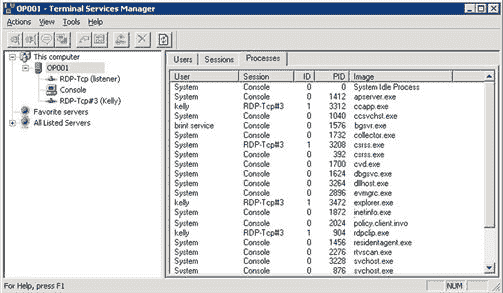 OP001 - Terminal Services Manager
Actions View Tools Help
This computer
OP001
RDP-Tcp (listener)
Console
RDP-Tcp#3 (Kelly)
Favorite servers
All Listed Servers
Users Sessions Processes
User Session ID PID Image
System Console 0 0 System Idle Process
System Console 0 1412 apserver.exe
kelly RDP-Tcp#3 1 3312 ccapp.exe
System Console 0 1040 ccsvchst.exe
brint service Console 0 1576 bgsvr.exe
System Console 0 1732 collector.exe
System RDP-Tcp#3 1 3208 csrss.exe
System Console 0 392 csrss.exe
System Console 0 1700 cvd.exe
System Console 0 1624 dbgsvc.exe
System Console 0 3264 dllhost.exe
System Console 0 2896 evmgrc.exe
kelly RDP-Tcp#3 1 3472 explorer.exe
System Console 0 1872 inetinfo.exe
System Console 0 2024 policy.client.invo
kelly RDP-Tcp#3 1 904 rdpclip.exe
System Console 0 1456 residentagent.exe
System Console 0 2276 rtvscan.exe
System Console 0 3228 svchost.exe
System Console 0 876 svchost.exe
For Help, press F1
NUM